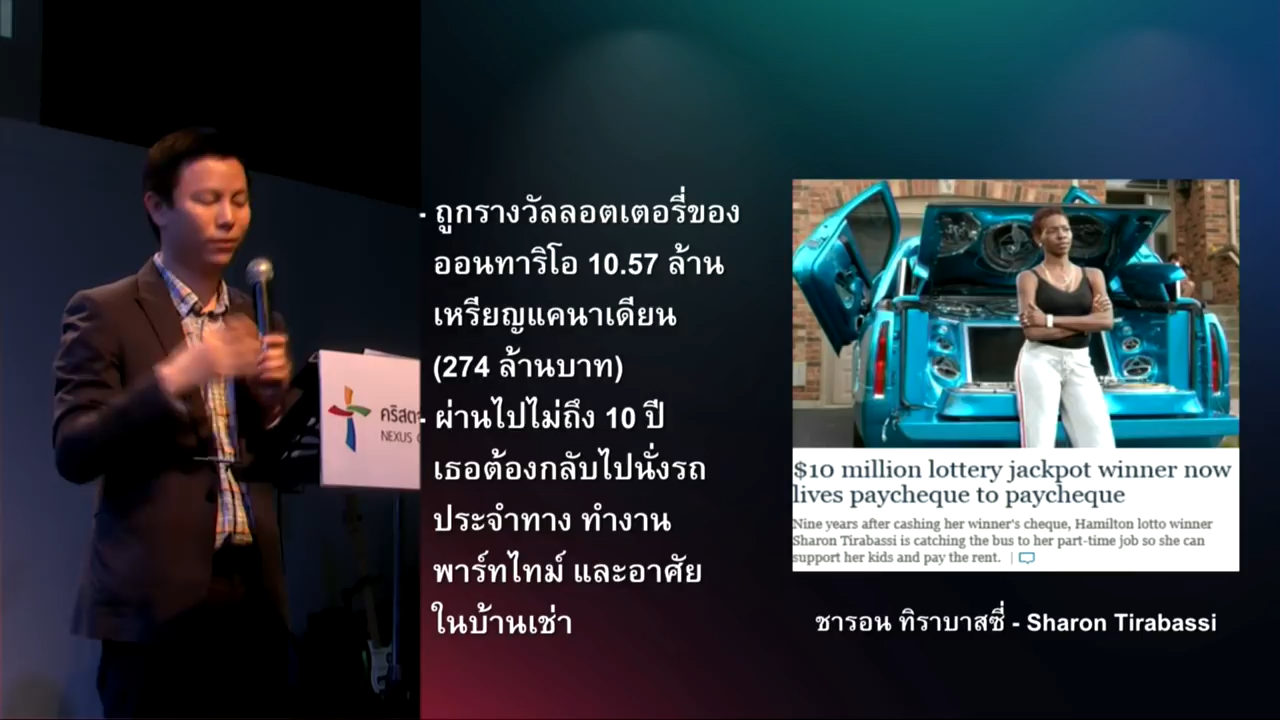 - ถูกรางวัลลอตเตอรี่ของ
ออนทาริโอ 10.57 ล้าน
เหรียญแคนาเดียน
(274 ล้านบาท)
- ผ่านไปไม่ถึง 10 ปี
เธอต้องกลับไปนั่งรถ
ประจำทาง ทำงาน
พาร์ทไทม์ และอาศัย
ในบ้านเช่า
$10 million lottery jackpot winner now
lives paycheque to paycheque
Nine years after cashing her winner's cheque, Hamilton lotto winner
Sharon Tirabassi is catching the bus to her part-time job so she can
support her kids and pay the rent. |
ชารอน ทิราบาสซี่ - Sharon Tirabassi
NEXUS